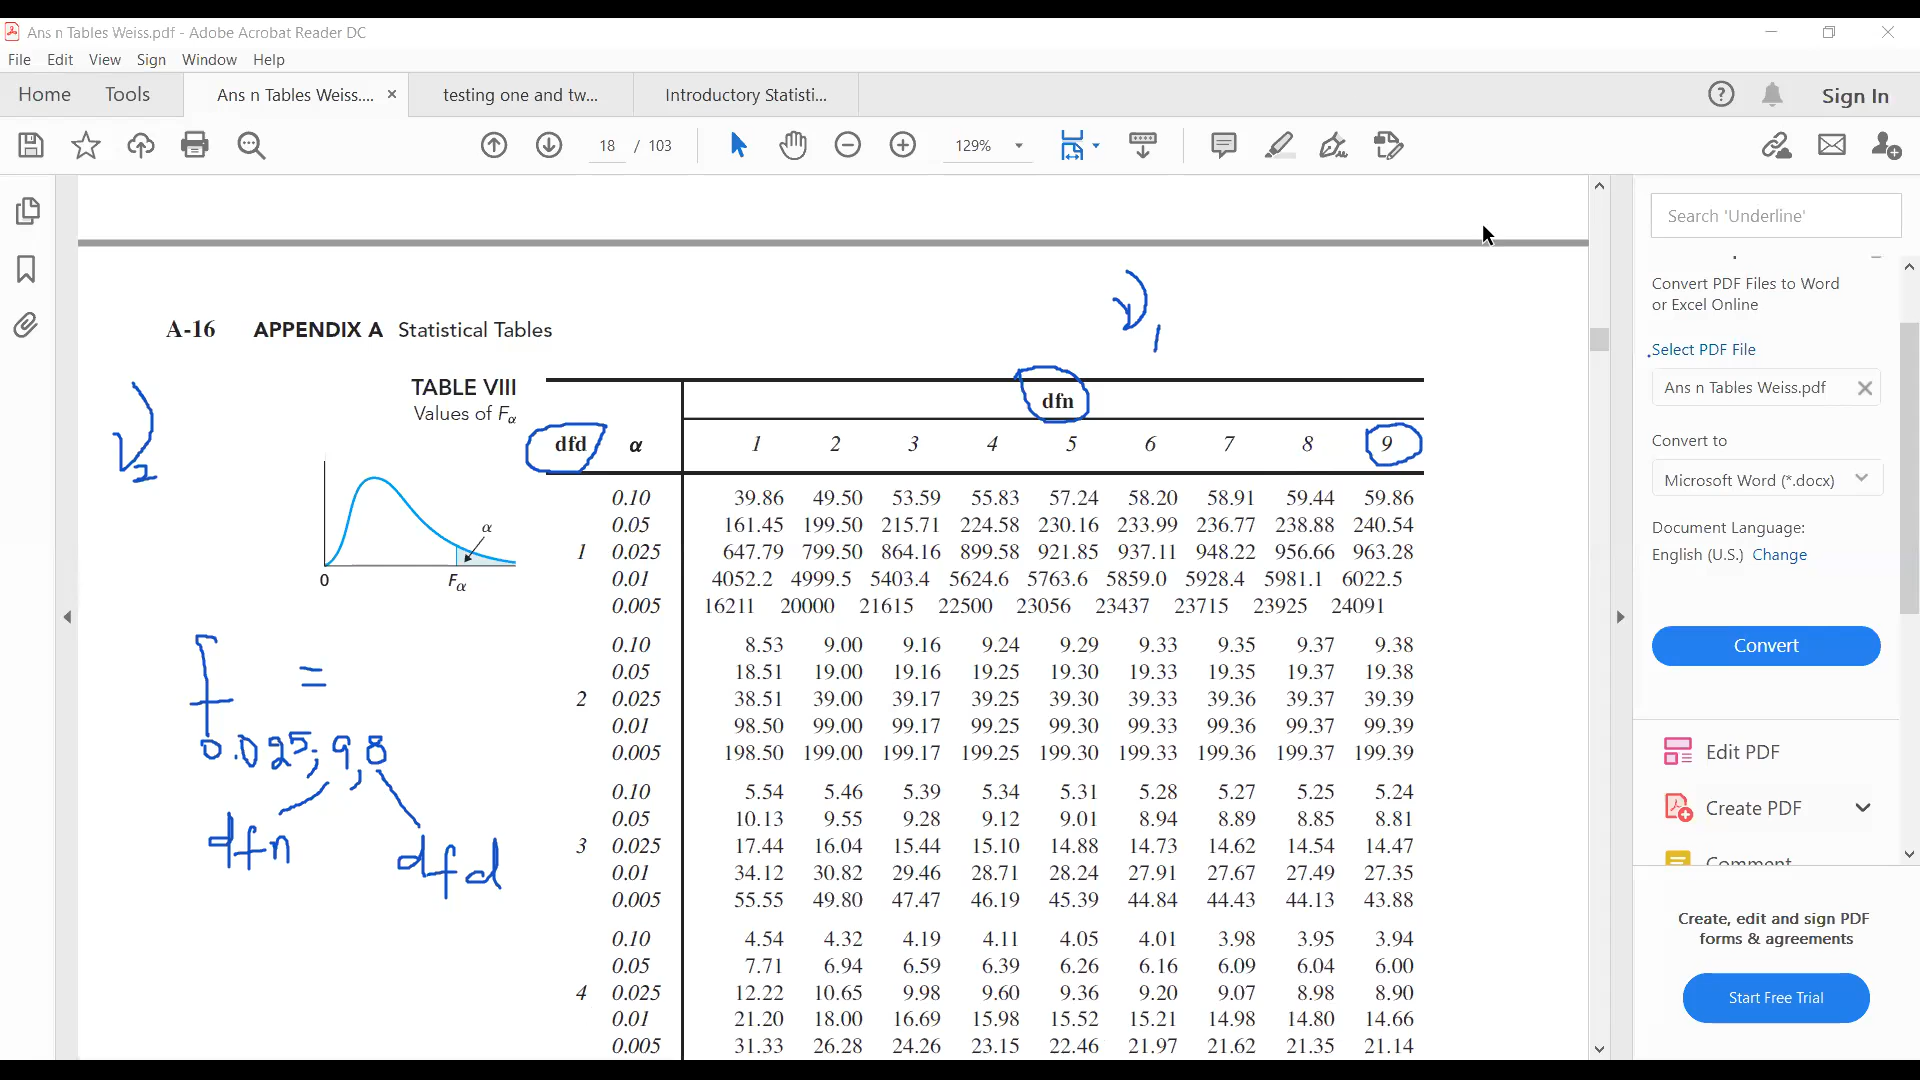 Ans n Tables Weiss.pdf - Adobe Acrobat Reader DC
File Edit View Sign Window Help
Home Tools Ans n Tables Weiss.... × testing one and tw... Introductory Statisti... Sign In
18 / 103 129%
Search 'Underline'
Convert PDF Files to Word
or Excel Online
Select PDF File
Ans n Tables Weiss.pdf
Convert to
Microsoft Word (*.docx)
Document Language:
English (U.S.) Change
Convert
Edit PDF
Create PDF
Comment
Create, edit and sign PDF
forms & agreements
Start Free Trial
A-16 APPENDIX A Statistical Tables
ν1
ν2
TABLE VIII
Values of Fα
α
0 Fα
F =
0.025; 9, 8
dfn dfd
dfn
dfd α 1 2 3 4 5 6 7 8 9
0.10 39.86 49.50 53.59 55.83 57.24 58.20 58.91 59.44 59.86
0.05 161.45 199.50 215.71 224.58 230.16 233.99 236.77 238.88 240.54
1 0.025 647.79 799.50 864.16 899.58 921.85 937.11 948.22 956.66 963.28
0.01 4052.2 4999.5 5403.4 5624.6 5763.6 5859.0 5928.4 5981.1 6022.5
0.005 16211 20000 21615 22500 23056 23437 23715 23925 24091
0.10 8.53 9.00 9.16 9.24 9.29 9.33 9.35 9.37 9.38
0.05 18.51 19.00 19.16 19.25 19.30 19.33 19.35 19.37 19.38
2 0.025 38.51 39.00 39.17 39.25 39.30 39.33 39.36 39.37 39.39
0.01 98.50 99.00 99.17 99.25 99.30 99.33 99.36 99.37 99.39
0.005 198.50 199.00 199.17 199.25 199.30 199.33 199.36 199.37 199.39
0.10 5.54 5.46 5.39 5.34 5.31 5.28 5.27 5.25 5.24
0.05 10.13 9.55 9.28 9.12 9.01 8.94 8.89 8.85 8.81
3 0.025 17.44 16.04 15.44 15.10 14.88 14.73 14.62 14.54 14.47
0.01 34.12 30.82 29.46 28.71 28.24 27.91 27.67 27.49 27.35
0.005 55.55 49.80 47.47 46.19 45.39 44.84 44.43 44.13 43.88
0.10 4.54 4.32 4.19 4.11 4.05 4.01 3.98 3.95 3.94
0.05 7.71 6.94 6.59 6.39 6.26 6.16 6.09 6.04 6.00
4 0.025 12.22 10.65 9.98 9.60 9.36 9.20 9.07 8.98 8.90
0.01 21.20 18.00 16.69 15.98 15.52 15.21 14.98 14.80 14.66
0.005 31.33 26.28 24.26 23.15 22.46 21.97 21.62 21.35 21.14